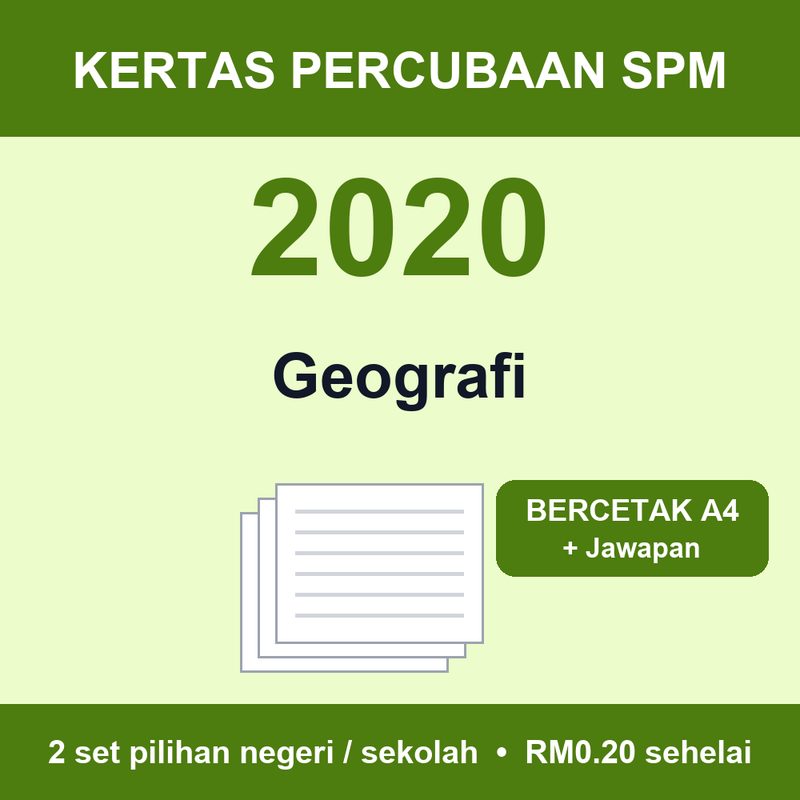 KERTAS PERCUBAAN SPM
2020
Geografi
BERCETAK A4
+ Jawapan
2 set pilihan negeri / sekolah • RM0.20 sehelai